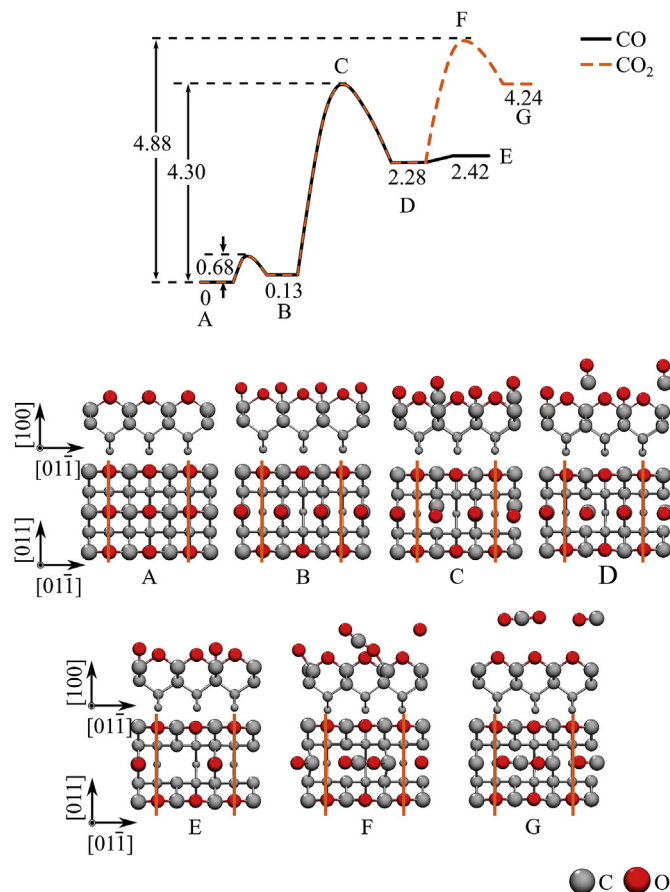 F
CO
CO₂
C
4.24
G
4.88
4.30
E
2.28
2.42
D
0.68
0
0.13
A
B
[100]
[011̄]
[011]
[011̄]
A
B
C
D
[100]
[011̄]
[011]
[011̄]
E
F
G
C
O